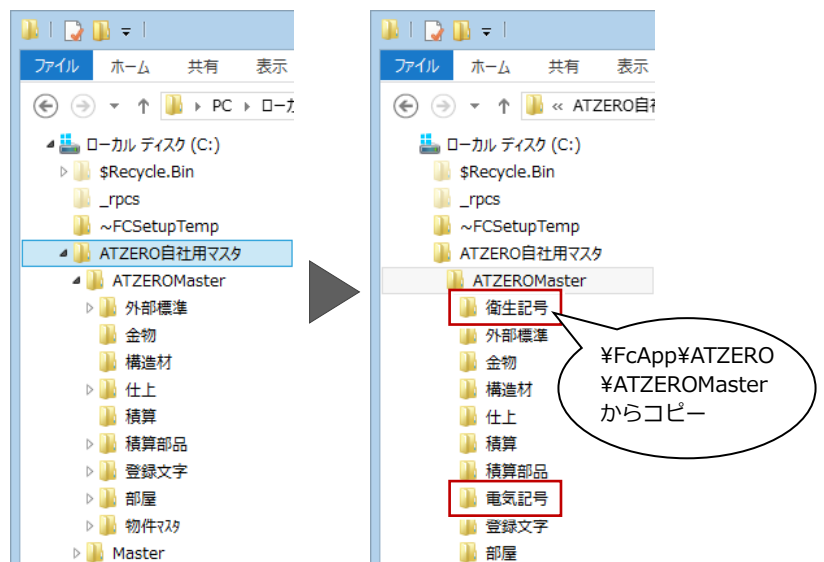 ファイル ホーム 共有 表示
PC ローカ
ローカル ディスク (C:)
$Recycle.Bin
_rpcs
~FCSetupTemp
ATZERO自社用マスタ
ATZEROMaster
外部標準
金物
構造材
仕上
積算
積算部品
登録文字
部屋
物件マスタ
Master
ファイル ホーム 共有 表示
« ATZERO自社
ローカル ディスク (C:)
$Recycle.Bin
_rpcs
~FCSetupTemp
ATZERO自社用マスタ
ATZEROMaster
衛生記号
外部標準
金物
構造材
仕上
積算
積算部品
電気記号
登録文字
部屋
¥FcApp¥ATZERO
¥ATZEROMaster
からコピー